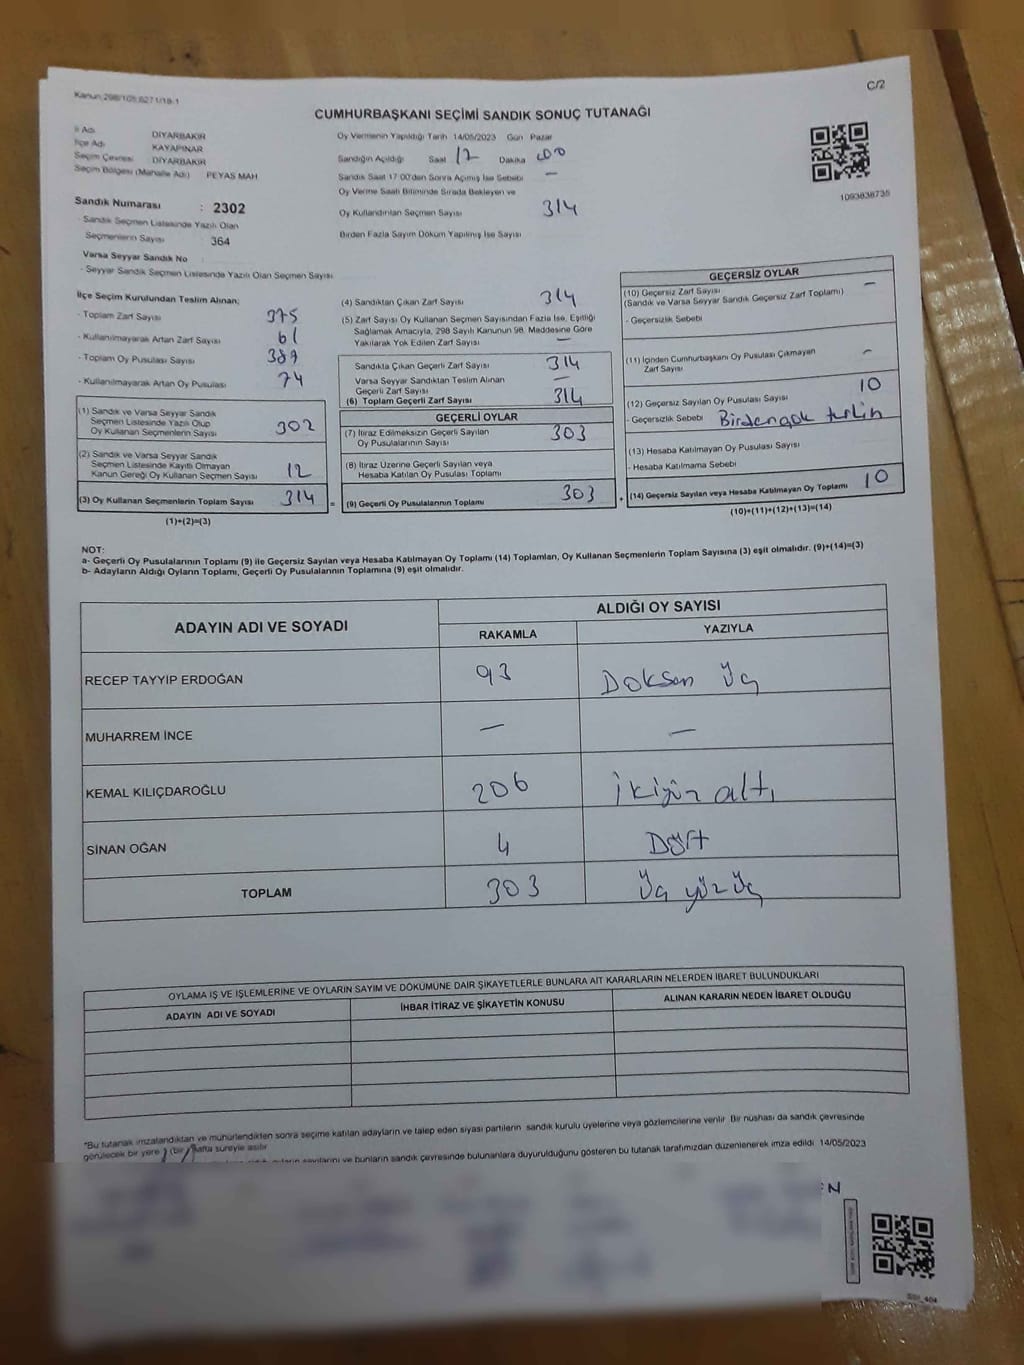 Kanun:298/105,6271/18-1
C/2
CUMHURBAŞKANI SEÇİMİ SANDIK SONUÇ TUTANAĞI
İl Adı DİYARBAKIR
İlçe Adı KAYAPINAR
Seçim Çevresi DİYARBAKIR
Seçim Bölgesi (Mahalle Adı) PEYAS MAH
Sandık Numarası : 2302
- Sandık Seçmen Listesinde Yazılı Olan
Seçmenlerin Sayısı 364
Varsa Seyyar Sandık No
- Seyyar Sandık Seçmen Listesinde Yazılı Olan Seçmen Sayısı
Oy Vermenin Yapıldığı Tarih 14/05/2023 Gün Pazar
Sandığın Açıldığı Saat 17 Dakika 00
Sandık Saat 17:00'den Sonra Açılmış İse Sebebi —
Oy Verme Saati Bitiminde Sırada Bekleyen ve
Oy Kullandırılan Seçmen Sayısı 314
Birden Fazla Sayım Döküm Yapılmış İse Sayısı
1093838735
İlçe Seçim Kurulundan Teslim Alınan;
- Toplam Zarf Sayısı 375
- Kullanılmayarak Artan Zarf Sayısı 61
- Toplam Oy Pusulası Sayısı 389
- Kullanılmayarak Artan Oy Pusulası 74
(1) Sandık ve Varsa Seyyar Sandık
Seçmen Listesinde Yazılı Olup
Oy Kullanan Seçmenlerin Sayısı 302
(2) Sandık ve Varsa Seyyar Sandık
Seçmen Listesinde Kayıtlı Olmayan
Kanun Gereği Oy Kullanan Seçmen Sayısı 12
(3) Oy Kullanan Seçmenlerin Toplam Sayısı 314 =
(1)+(2)=(3)
(4) Sandıktan Çıkan Zarf Sayısı 314
(5) Zarf Sayısı Oy Kullanan Seçmen Sayısından Fazla İse, Eşitliği
Sağlamak Amacıyla, 298 Sayılı Kanunun 98. Maddesine Göre
Yakılarak Yok Edilen Zarf Sayısı —
Sandıkta Çıkan Geçerli Zarf Sayısı 314
Varsa Seyyar Sandıktan Teslim Alınan
Geçerli Zarf Sayısı —
(6) Toplam Geçerli Zarf Sayısı 314
GEÇERLİ OYLAR
(7) İtiraz Edilmeksizin Geçerli Sayılan
Oy Pusulalarının Sayısı 303
(8) İtiraz Üzerine Geçerli Sayılan veya
Hesaba Katılan Oy Pusulası Toplamı
(9) Geçerli Oy Pusulalarının Toplamı 303 +
GEÇERSİZ OYLAR
(10) Geçersiz Zarf Sayısı —
(Sandık ve Varsa Seyyar Sandık Geçersiz Zarf Toplamı)
- Geçersizlik Sebebi
(11) İçinden Cumhurbaşkanı Oy Pusulası Çıkmayan
Zarf Sayısı —
(12) Geçersiz Sayılan Oy Pusulası Sayısı 10
- Geçersizlik Sebebi Birdençok
(13) Hesaba Katılmayan Oy Pusulası Sayısı
- Hesaba Katılmama Sebebi
(14) Geçersiz Sayılan veya Hesaba Katılmayan Oy Toplamı 10
(10)+(11)+(12)+(13)=(14)
NOT:
a- Geçerli Oy Pusulalarının Toplamı (9) ile Geçersiz Sayılan veya Hesaba Katılmayan Oy Toplamı (14) Toplamları, Oy Kullanan Seçmenlerin Toplam Sayısına (3) eşit olmalıdır. (9)+(14)=(3)
b- Adayların Aldığı Oyların Toplamı, Geçerli Oy Pusulalarının Toplamına (9) eşit olmalıdır.
ADAYIN ADI VE SOYADI ALDIĞI OY SAYISI
RAKAMLA YAZIYLA
RECEP TAYYİP ERDOĞAN 93 Doksan üç
MUHARREM İNCE — —
KEMAL KILIÇDAROĞLU 206 ikiyüz altı
SİNAN OĞAN 4 Dört
TOPLAM 303 Üç yüz üç
OYLAMA İŞ VE İŞLEMLERİNE VE OYLARIN SAYIM VE DÖKÜMÜNE DAİR ŞİKAYETLERLE BUNLARA AİT KARARLARIN NELERDEN İBARET BULUNDUKLARI
ADAYIN ADI VE SOYADI İHBAR İTİRAZ VE ŞİKAYETİN KONUSU ALINAN KARARIN NEDEN İBARET OLDUĞU
*Bu tutanak imzalandıktan ve mühürlendikten sonra seçime katılan adayların ve talep eden siyasi partilerin sandık kurulu üyelerine veya gözlemcilerine verilir. Bir nüshası da sandık çevresinde
görülecek bir yere 1 (bir) hafta süreyle asılır.
sayılarını ve bunların sandık çevresinde bulunanlara duyurulduğunu gösteren bu tutanak tarafımızdan düzenlenerek imza edildi. 14/05/2023